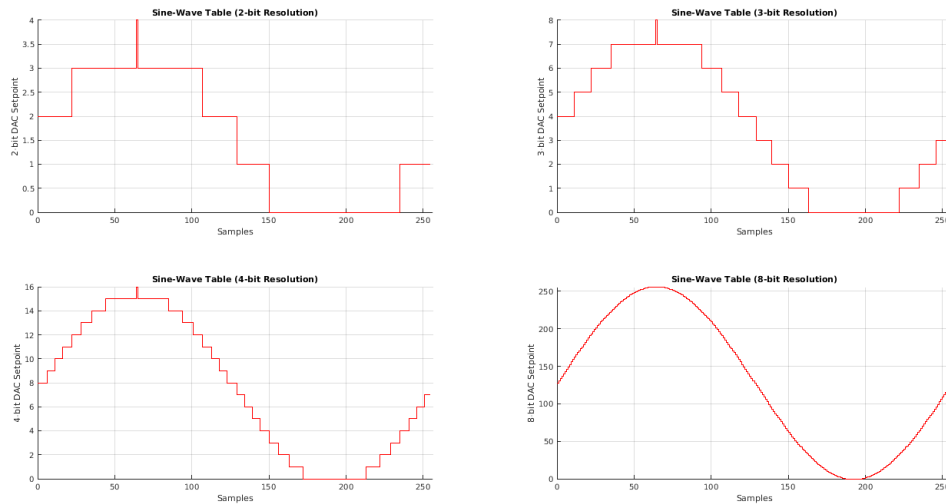 Sine-Wave Table (2-bit Resolution)
4
3.5
3
2.5
2
1.5
1
0.5
0
2-bit DAC Setpoint
0 50 100 150 200 250
Samples
Sine-Wave Table (3-bit Resolution)
8
7
6
5
4
3
2
1
0
3-bit DAC Setpoint
0 50 100 150 200 250
Samples
Sine-Wave Table (4-bit Resolution)
16
14
12
10
8
6
4
2
0
4-bit DAC Setpoint
0 50 100 150 200 250
Samples
Sine-Wave Table (8-bit Resolution)
250
200
150
100
50
0
8-bit DAC Setpoint
0 50 100 150 200 250
Samples